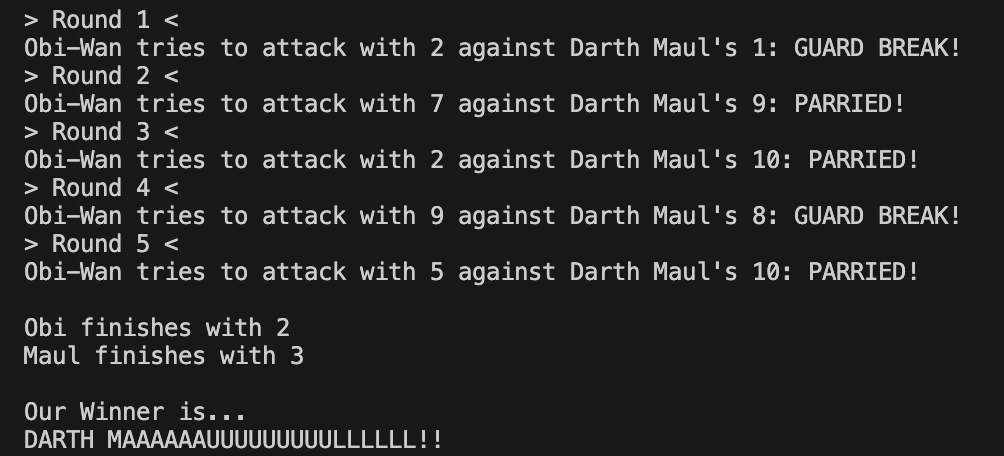 > Round 1 <
Obi-Wan tries to attack with 2 against Darth Maul's 1: GUARD BREAK!
> Round 2 <
Obi-Wan tries to attack with 7 against Darth Maul's 9: PARRIED!
> Round 3 <
Obi-Wan tries to attack with 2 against Darth Maul's 10: PARRIED!
> Round 4 <
Obi-Wan tries to attack with 9 against Darth Maul's 8: GUARD BREAK!
> Round 5 <
Obi-Wan tries to attack with 5 against Darth Maul's 10: PARRIED!
Obi finishes with 2
Maul finishes with 3
Our Winner is...
DARTH MAAAAAAUUUUUUUUULLLLLL!!